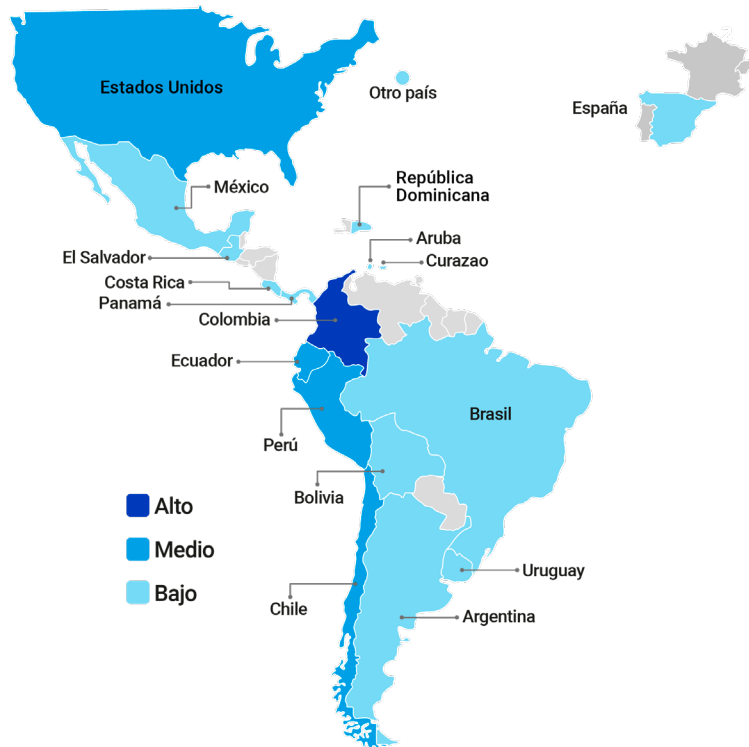 Estados Unidos
Otro país
España
México
República
Dominicana
Aruba
El Salvador
Curazao
Costa Rica
Panamá
Colombia
Ecuador
Brasil
Perú
Bolivia
Alto
Medio
Bajo
Uruguay
Chile
Argentina